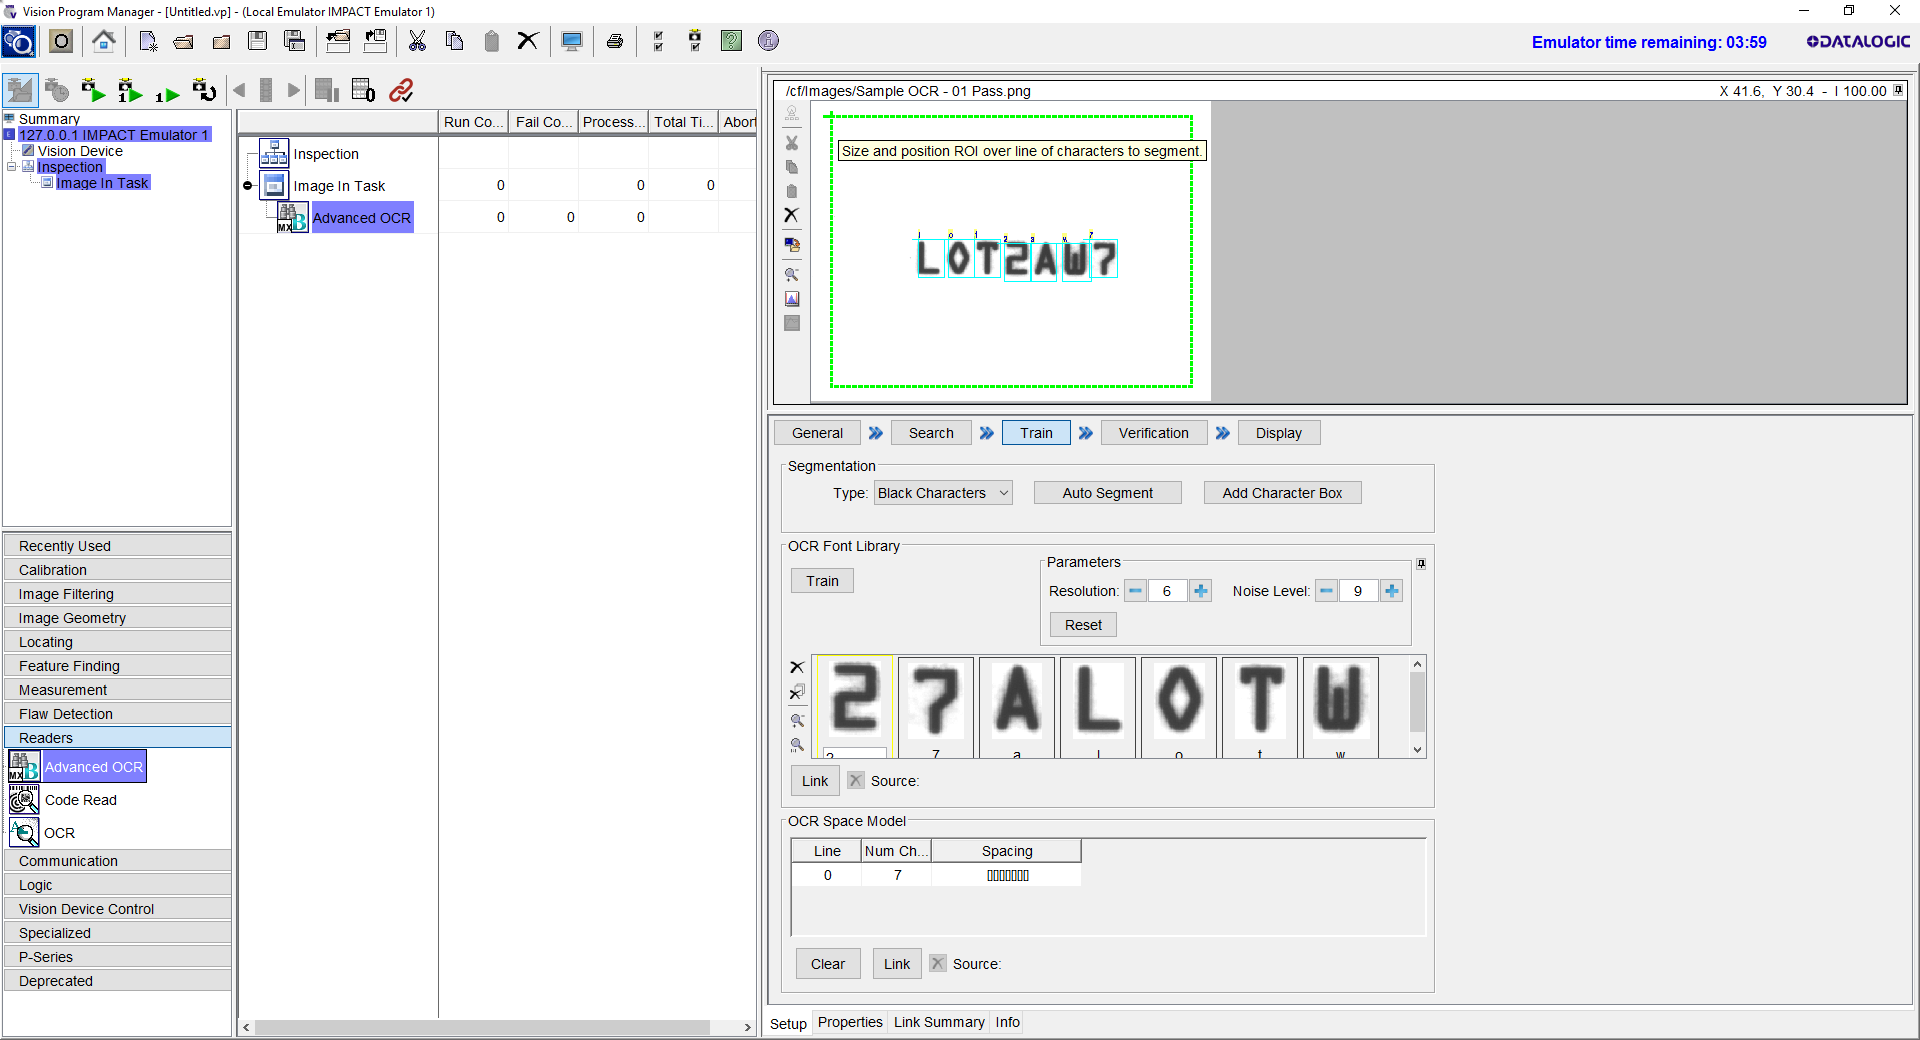 Vision Program Manager - [Untitled.vp] - (Local Emulator IMPACT Emulator 1)
Emulator time remaining: 03:59
DATALOGIC
Summary
127.0.0.1 IMPACT Emulator 1
Vision Device
Inspection
Image In Task
Recently Used
Calibration
Image Filtering
Image Geometry
Locating
Feature Finding
Measurement
Flaw Detection
Readers
Advanced OCR
Code Read
OCR
Communication
Logic
Vision Device Control
Specialized
P-Series
Deprecated
Run Co... Fail Co... Process... Total Ti... Abort
Inspection
Image In Task 0 0 0
Advanced OCR 0 0 0
/cf/Images/Sample OCR - 01 Pass.png X 41.6, Y 30.4 - I 100.00
Size and position ROI over line of characters to segment.
l o t 2 a w 7
LOT2AW7
General Search Train Verification Display
Segmentation
Type: Black Characters Auto Segment Add Character Box
OCR Font Library
Train
Parameters
Resolution: 6 Noise Level: 9
Reset
2 7 A L O T W
2 7 a l o t w
Link Source:
OCR Space Model
Line Num Ch... Spacing
0 7 ▯▯▯▯▯▯▯
Clear Link Source:
Setup Properties Link Summary Info